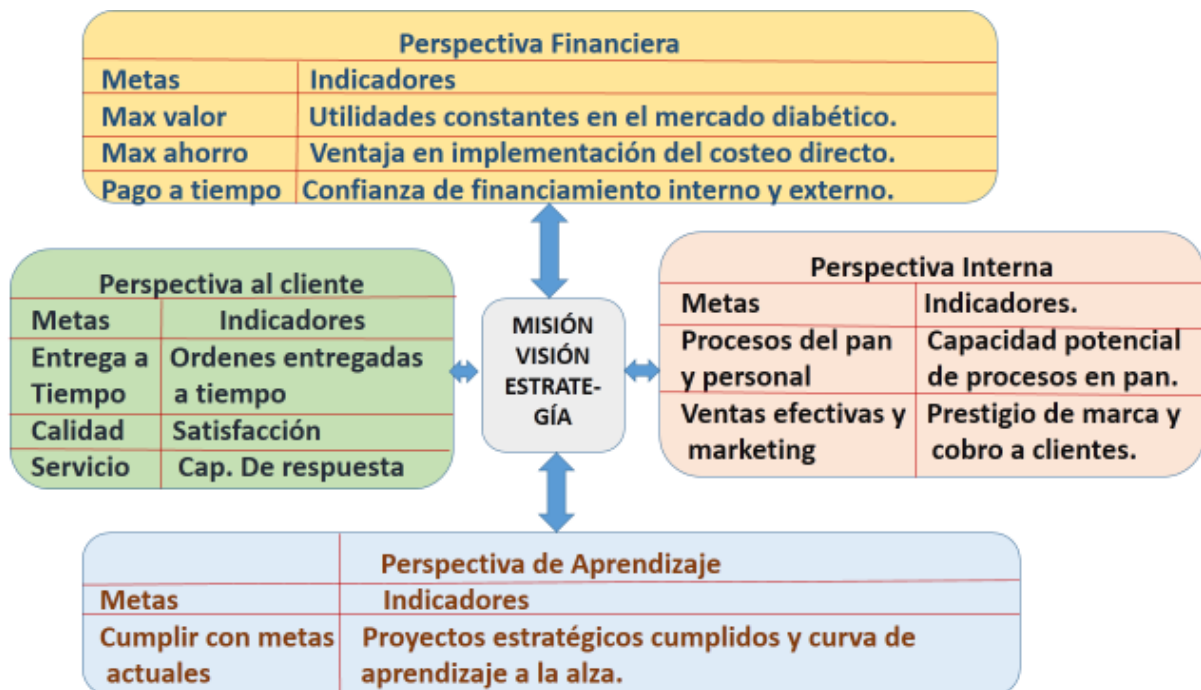 Perspectiva Financiera
Metas Indicadores
Max valor Utilidades constantes en el mercado diabético.
Max ahorro Ventaja en implementación del costeo directo.
Pago a tiempo Confianza de financiamiento interno y externo.
Perspectiva al cliente
Metas Indicadores
Entrega a Ordenes entregadas
Tiempo a tiempo
Calidad Satisfacción
Servicio Cap. De respuesta
MISIÓN
VISIÓN
ESTRATE-
GÍA
Perspectiva Interna
Metas Indicadores.
Procesos del pan Capacidad potencial
y personal de procesos en pan.
Ventas efectivas y Prestigio de marca y
marketing cobro a clientes.
Perspectiva de Aprendizaje
Metas Indicadores
Cumplir con metas Proyectos estratégicos cumplidos y curva de
actuales aprendizaje a la alza.